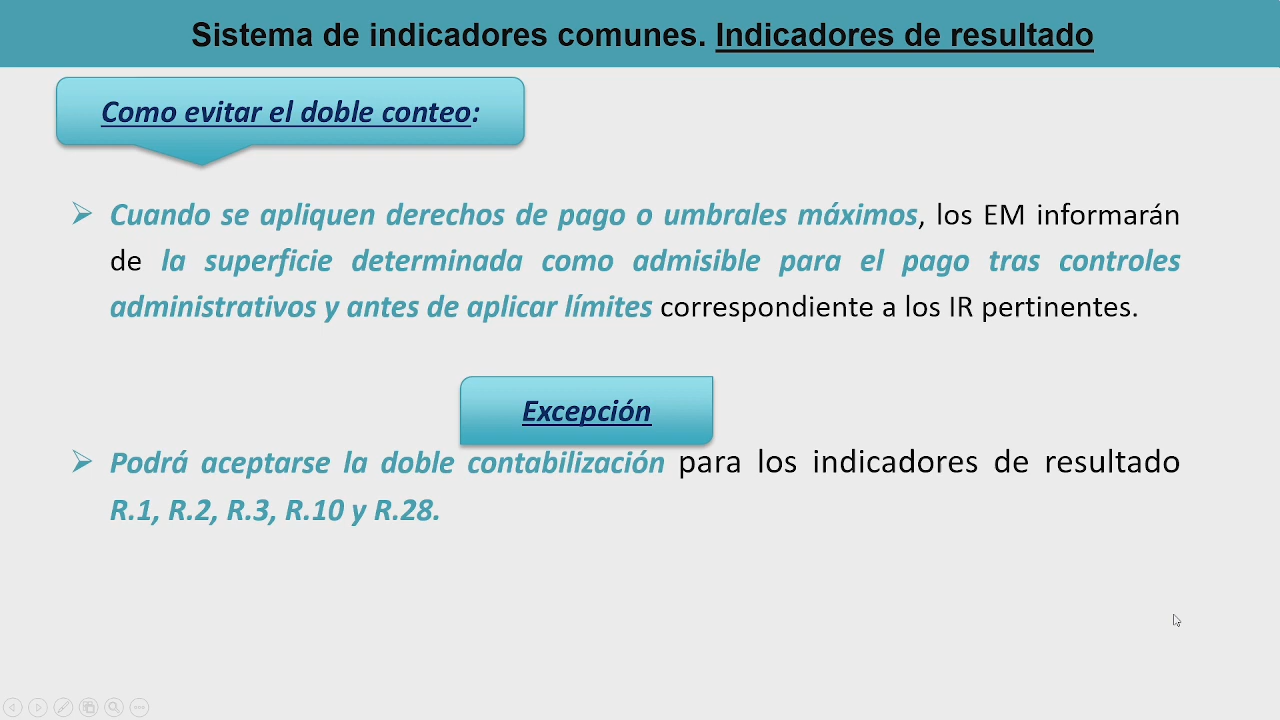 Sistema de indicadores comunes. Indicadores de resultado
Como evitar el doble conteo:
Cuando se apliquen derechos de pago o umbrales máximos, los EM informarán
de la superficie determinada como admisible para el pago tras controles
administrativos y antes de aplicar límites correspondiente a los IR pertinentes.
Excepción
Podrá aceptarse la doble contabilización para los indicadores de resultado
R.1, R.2, R.3, R.10 y R.28.